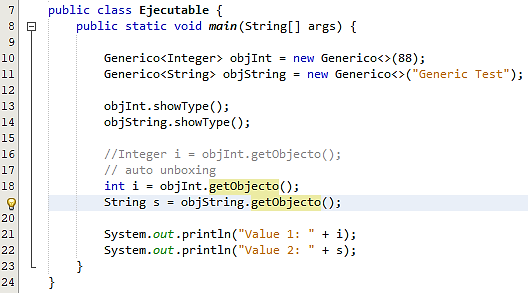 7 public class Ejecutable {
8 public static void main(String[] args) {
9
10 Generico<Integer> objInt = new Generico<>(88);
11 Generico<String> objString = new Generico<>("Generic Test");
12
13 objInt.showType();
14 objString.showType();
15
16 //Integer i = objInt.getObjecto();
17 // auto unboxing
18 int i = objInt.getObjecto();
String s = objString.getObjecto();
20
21 System.out.println("Value 1: " + i);
22 System.out.println("Value 2: " + s);
23 }
24 }